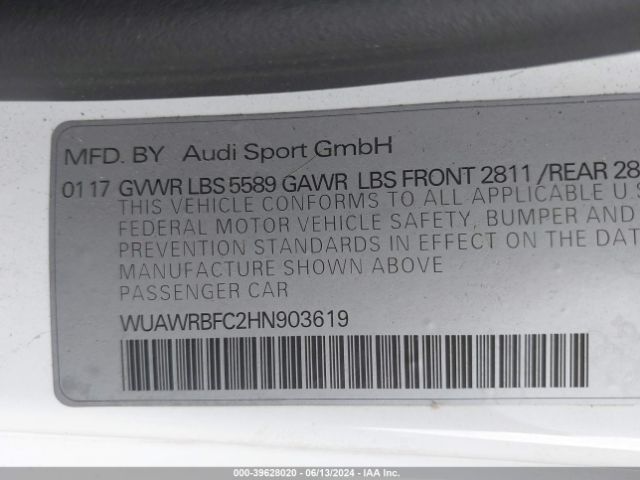 MFD. BY Audi Sport GmbH
01 17 GVWR LBS 5589 GAWR LBS FRONT 2811 /REAR 28
THIS VEHICLE CONFORMS TO ALL APPLICABLE U.S
FEDERAL MOTOR VEHICLE SAFETY, BUMPER AND
PREVENTION STANDARDS IN EFFECT ON THE DAT
MANUFACTURE SHOWN ABOVE
PASSENGER CAR
WUAWRBFC2HN903619
000-39628020 - 06/13/2024 - IAAI.COM